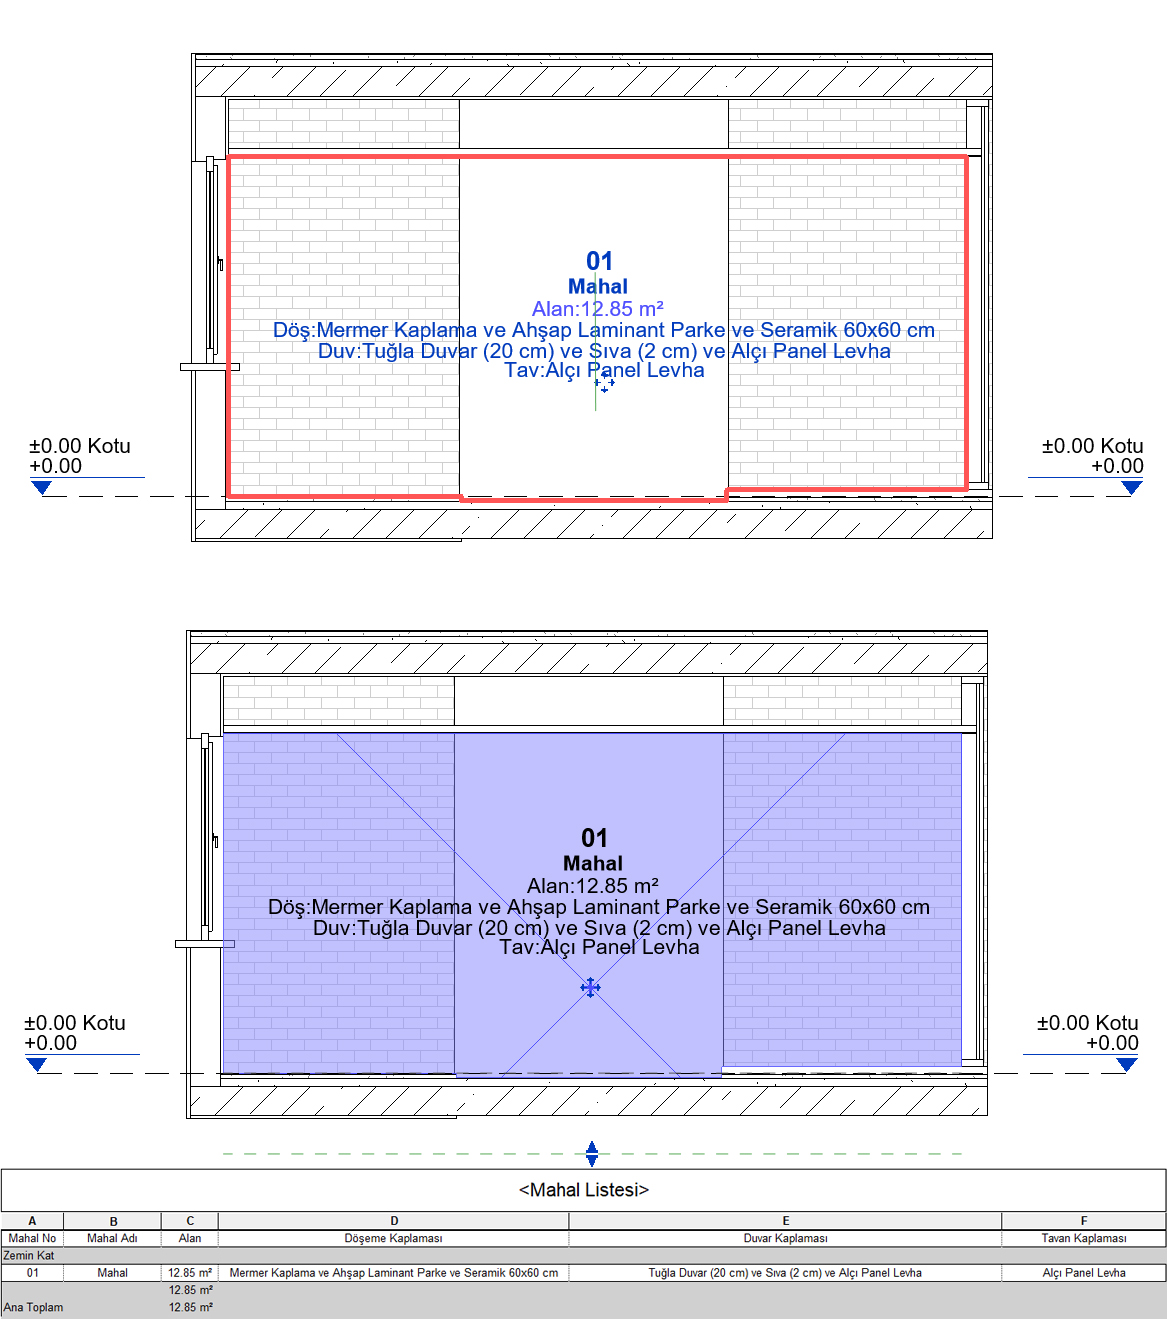 01
Mahal
Alan:12.85 m²
Döş:Mermer Kaplama ve Ahşap Laminant Parke ve Seramik 60x60 cm
Duv:Tuğla Duvar (20 cm) ve Sıva (2 cm) ve Alçı Panel Levha
Tav:Alçı Panel Levha
±0.00 Kotu
+0.00
±0.00 Kotu
+0.00
01
Mahal
Alan:12.85 m²
Döş:Mermer Kaplama ve Ahşap Laminant Parke ve Seramik 60x60 cm
Duv:Tuğla Duvar (20 cm) ve Sıva (2 cm) ve Alçı Panel Levha
Tav:Alçı Panel Levha
±0.00 Kotu
+0.00
±0.00 Kotu
+0.00
<Mahal Listesi>
A B C D E F
Mahal No Mahal Adı Alan Döşeme Kaplaması Duvar Kaplaması Tavan Kaplaması
Zemin Kat
01 Mahal 12.85 m² Mermer Kaplama ve Ahşap Laminant Parke ve Seramik 60x60 cm Tuğla Duvar (20 cm) ve Sıva (2 cm) ve Alçı Panel Levha Alçı Panel Levha
12.85 m²
Ana Toplam 12.85 m²